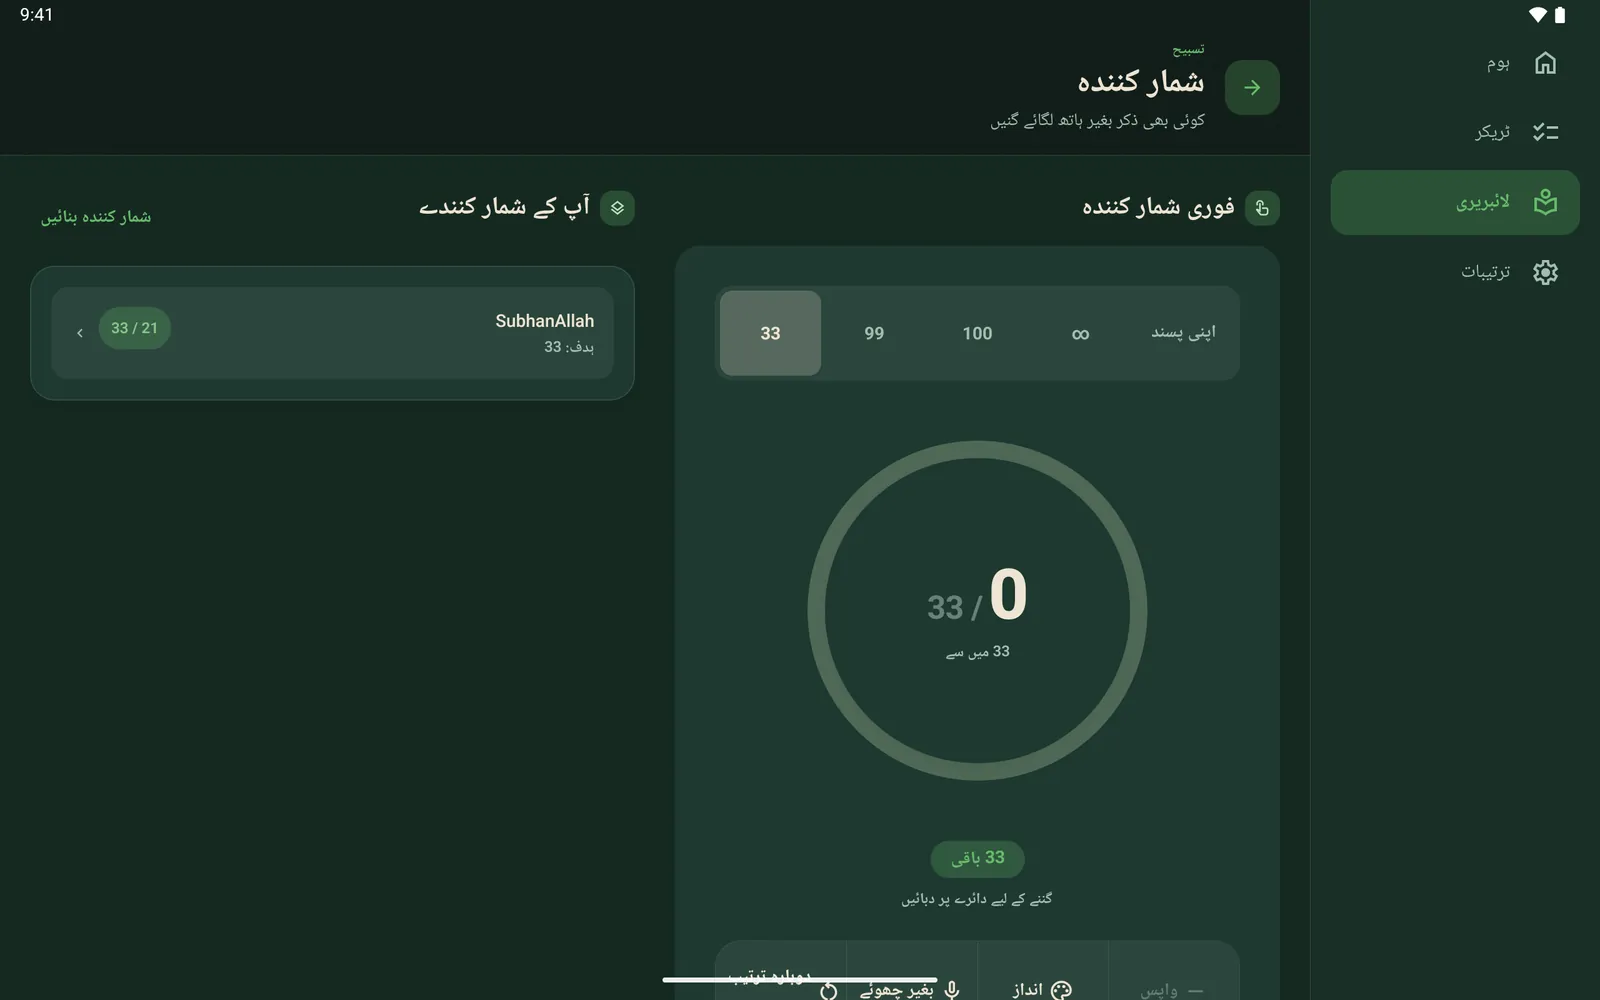 9:41
ہوم
ٹریکر
لائبریری
ترتیبات
تسبیح
شمار کنندہ
کوئی بھی ذکر بغیر ہاتھ لگائے گنیں
فوری شمار کنندہ
اپنی پسند
∞
100
99
33
0 / 33
33 میں سے
33 باقی
گننے کے لیے دائرے پر دبائیں
واپس
انداز
بغیر چھوئے
دوبارہ ترتیب
آپ کے شمار کنندے
شمار کنندہ بنائیں
SubhanAllah
ہدف: 33
33 / 21